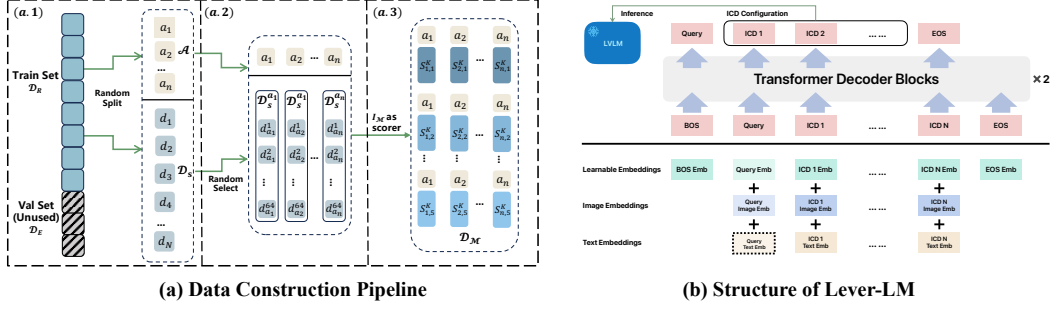 (a.1)
Train Set
𝒟_R
Val Set
(Unused)
𝒟_E
Random
Split
a_1
a_2 𝒜
...
a_n
d_1
d_2
d_3 𝒟_s
d_4
...
d_N
(a.2)
a_1 a_2 ... a_n
𝒟_s^{a_1} 𝒟_s^{a_1} 𝒟_s^{a_n}
d_{a_1}^1 d_{a_2}^1 d_{a_n}^1
d_{a_1}^2 d_{a_2}^2 ... d_{a_n}^2
⋮ ⋮ ⋮
d_{a_1}^{64} d_{a_2}^{64} d_{a_n}^{64}
Random
Select
I_ℳ as
scorer
(a.3)
a_1 a_2 a_n
S_{1,1}^K S_{2,1}^K ... S_{n,1}^K
a_1 a_2 a_n
S_{1,2}^K S_{2,2}^K ... S_{n,2}^K
⋮ ⋮ ⋮
a_1 a_2 a_n
S_{1,S}^K S_{2,S}^K ... S_{n,S}^K
𝒟_ℳ
(a) Data Construction Pipeline
Inference
ICD Configuration
LVLM
Query ICD 1 ICD 2 ... ... EOS
Transformer Decoder Blocks ×2
BOS Query ICD 1 ... ... ICD N EOS
Learnable Embeddings BOS Emb Query Emb ICD 1 Emb ... ... ICD N Emb EOS Emb
+ + +
Image Embeddings Query Image Emb ICD 1 Image Emb ... ... ICD N Image Emb
+ + +
Text Embeddings Query Text Emb ICD 1 Text Emb ... ... ICD N Text Emb
(b) Structure of Lever-LM